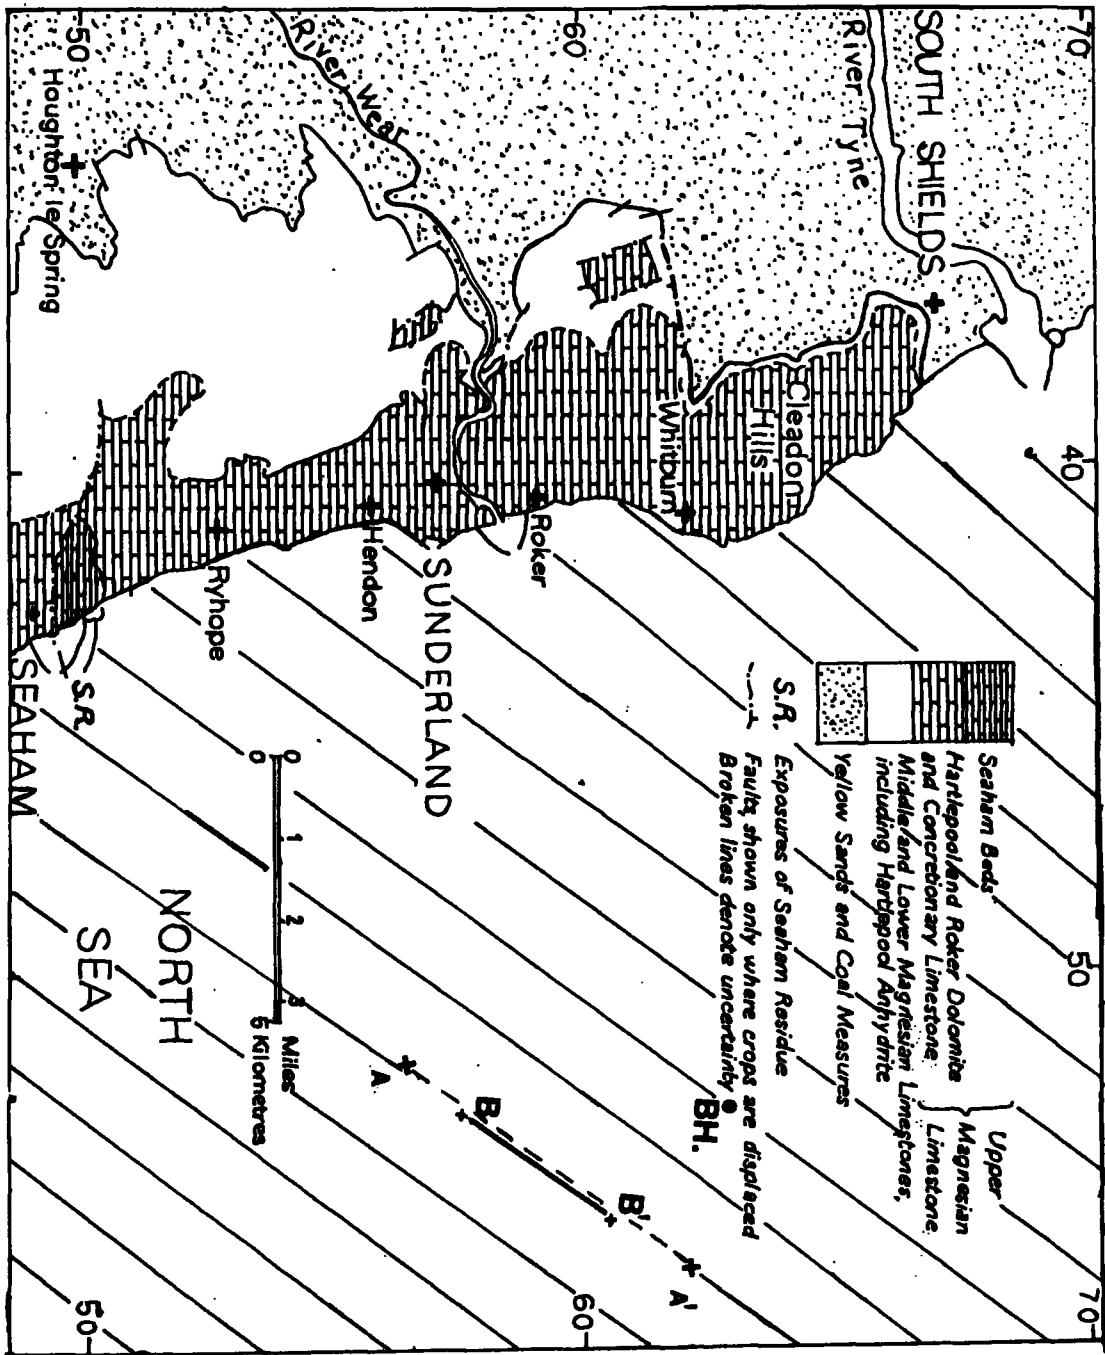 50
60
70
SOUTH SHIELDS
River Tyne
River Wear
Houghton le Spring
Cleadon
Hills
Whitburn
Roker
SUNDERLAND
Hendon
Ryhope
S.R.
SEAHAM
40
50
Seaham Beds
Hartlepool and Roker Dolomite
and Concretionary Limestone
Upper
Magnesian
Limestone
Middle and Lower Magnesian Limestones,
including Hartlepool Anhydrite
Yellow Sands and Coal Measures
S.R. Exposures of Seaham Residue
Faults, shown only where crops are displaced
Broken lines denote uncertainty
BH.
NORTH
SEA
0 1 2 3 Miles
0 5 Kilometres
A
B
B'
A'
50
60
70